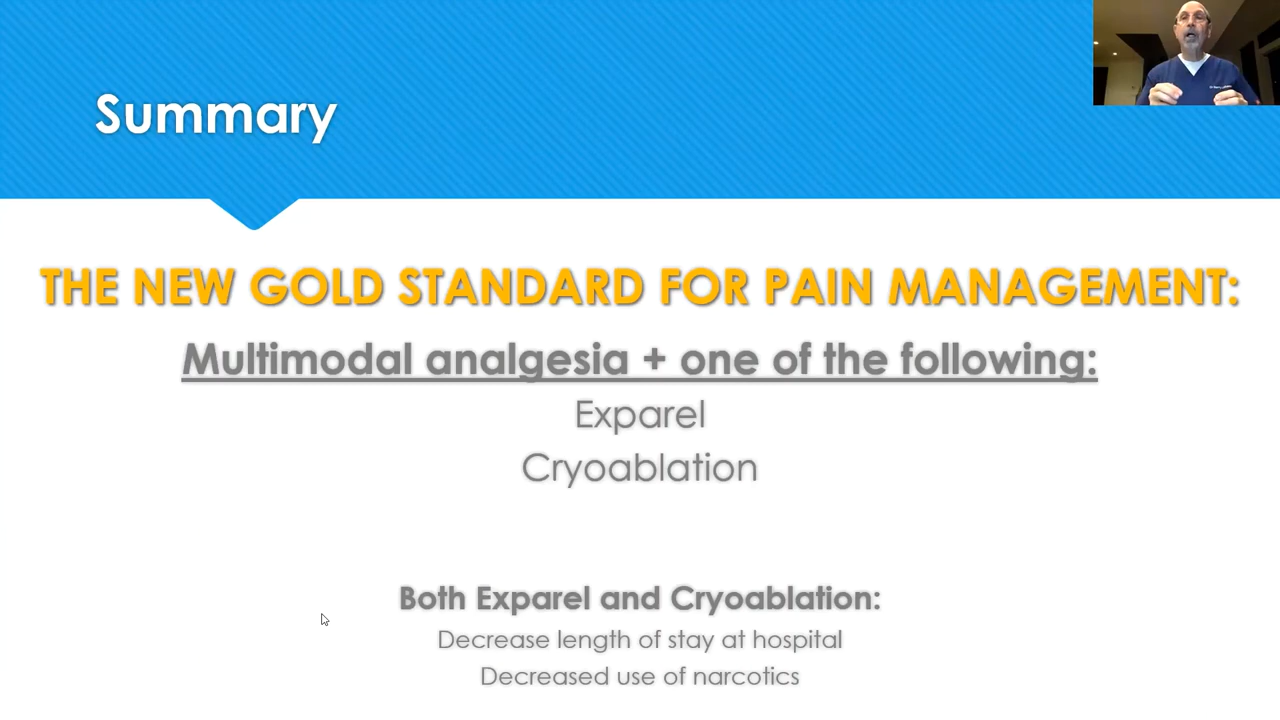 Summary
THE NEW GOLD STANDARD FOR PAIN MANAGEMENT:
Multimodal analgesia + one of the following:
Exparel
Cryoablation
Both Exparel and Cryoablation:
Decrease length of stay at hospital
Decreased use of narcotics